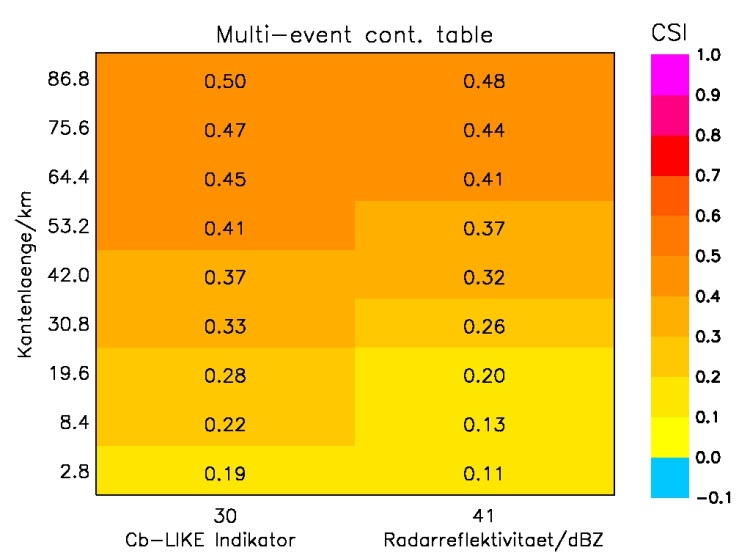 Multi-event cont. table
CSI
Kantenlaenge/km
86.8 0.50 0.48
75.6 0.47 0.44
64.4 0.45 0.41
53.2 0.41 0.37
42.0 0.37 0.32
30.8 0.33 0.26
19.6 0.28 0.20
8.4 0.22 0.13
2.8 0.19 0.11
30 41
Cb-LIKE Indikator Radarreflektivitaet/dBZ
1.0
0.9
0.8
0.7
0.6
0.5
0.4
0.3
0.2
0.1
0.0
-0.1